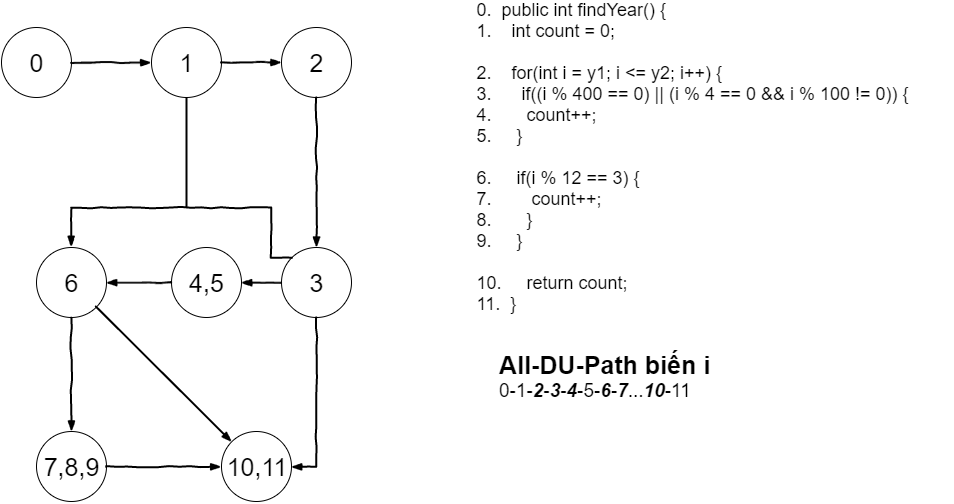 0
1
2
6
4,5
3
7,8,9
10,11
0. public int findYear() {
1. int count = 0;
2. for(int i = y1; i <= y2; i++) {
3. if((i % 400 == 0) || (i % 4 == 0 && i % 100 != 0)) {
4. count++;
5. }
6. if(i % 12 == 3) {
7. count++;
8. }
9. }
10. return count;
11. }
All-DU-Path biến i
0-1-2-3-4-5-6-7...10-11